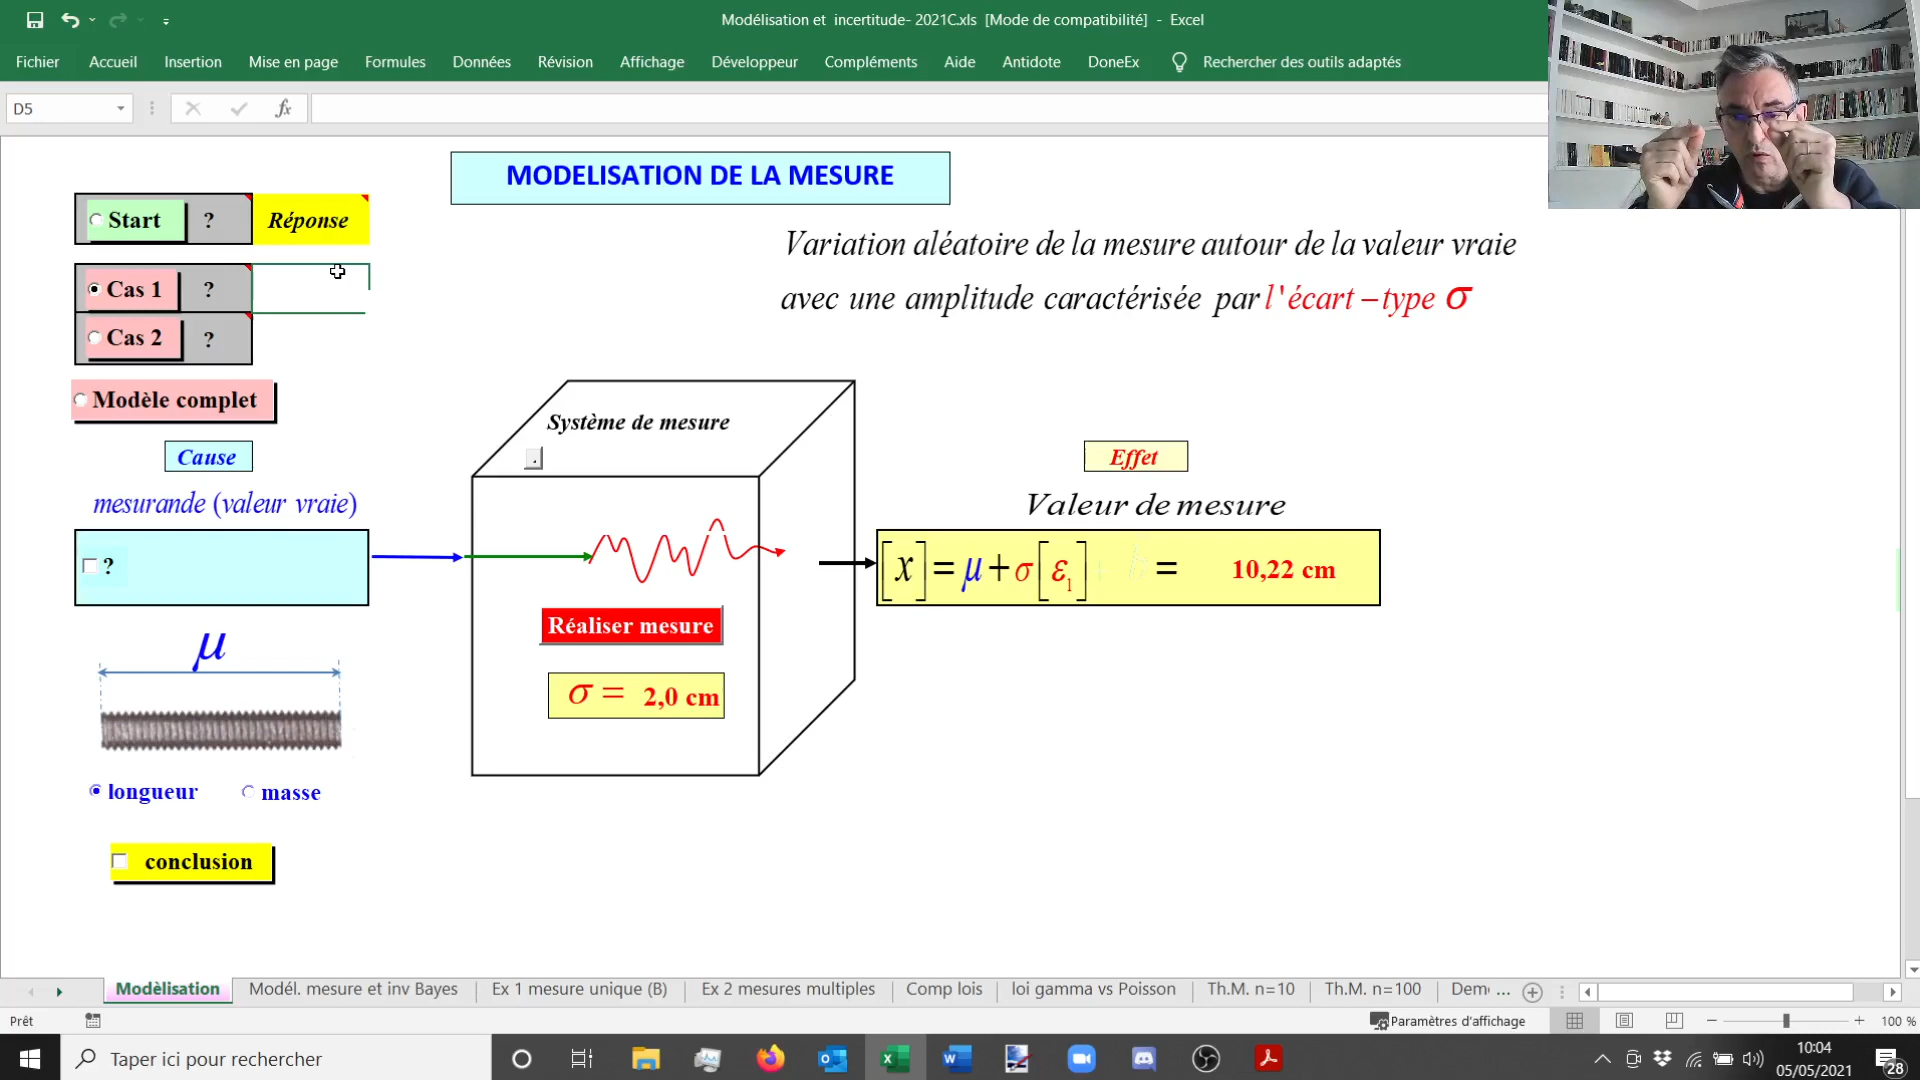 Modélisation et incertitude- 2021C.xls [Mode de compatibilité] - Excel
Fichier Accueil Insertion Mise en page Formules Données Révision Affichage Développeur Compléments Aide Antidote DoneEx Rechercher des outils adaptés
D5 fx
MODELISATION DE LA MESURE
Start ? Réponse
Variation aléatoire de la mesure autour de la valeur vraie
Cas 1 ?
avec une amplitude caractérisée par l'écart-type σ
Cas 2 ?
Modèle complet
Système de mesure
.
Cause
Effet
mesurande (valeur vraie)
Valeur de mesure
?
[x] = μ + σ [ε1] = 10,22 cm
Réaliser mesure
μ
σ = 2,0 cm
longueur masse
conclusion
Modèlisation Modél. mesure et inv Bayes Ex 1 mesure unique (B) Ex 2 mesures multiples Comp lois loi gamma vs Poisson Th.M. n=10 Th.M. n=100 Dem ...
Prêt Paramètres d'affichage 100 %
Taper ici pour rechercher
10:04
05/05/2021
28